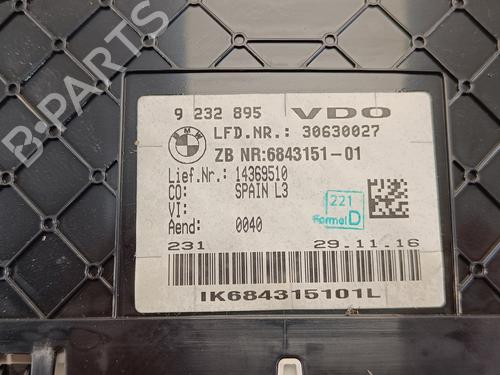 9 232 895 VDO
BMW
LFD.NR.: 30630027
ZB NR:6843151-01
Lief.Nr.: 14369510
CO: SPAIN L3
VI:
221
Formel D
Aend: 0040
231 29.11.16
IK684315101L
B-PARTS